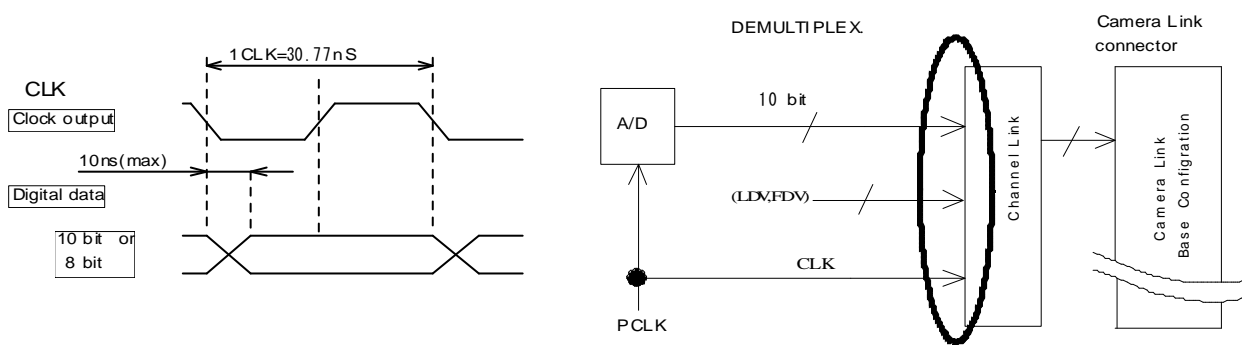 1CLK=30.77nS
CLK
Clock output
10ns(max)
Digital data
10 bit or
8 bit
DEMULTIPLEX.
10 bit
A/D
(LDV,FDV)
CLK
PCLK
Channel Link
Camera Link
connector
Camera Link
Base Configration